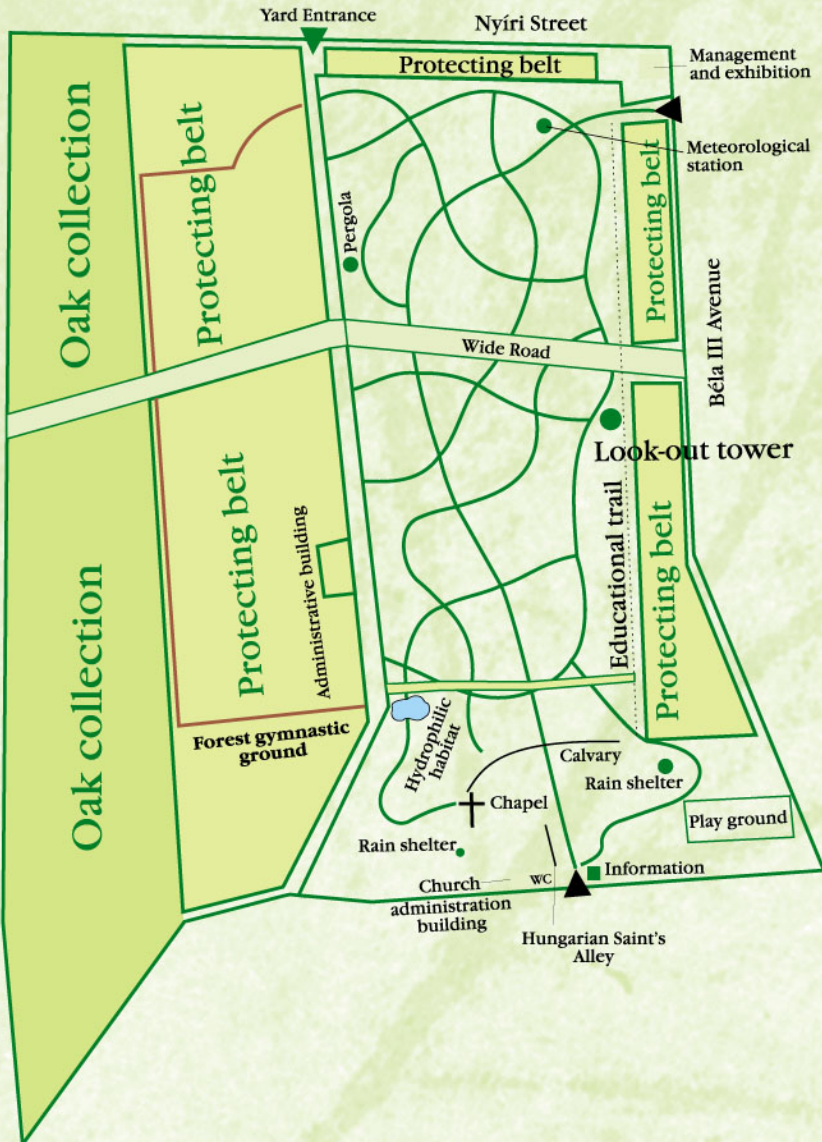 Yard Entrance
Nyíri Street
Protecting belt
Management
and exhibition
Meteorological
station
Oak collection
Protecting belt
Pergola
Protecting belt
Béla III Avenue
Wide Road
Look-out tower
Educational trail
Protecting belt
Administrative building
Protecting belt
Oak collection
Forest gymnastic
ground
Hydrophilic
habitat
Calvary
Rain shelter
Chapel
Play ground
Rain shelter
Information
WC
Church
administration
building
Hungarian Saint's
Alley